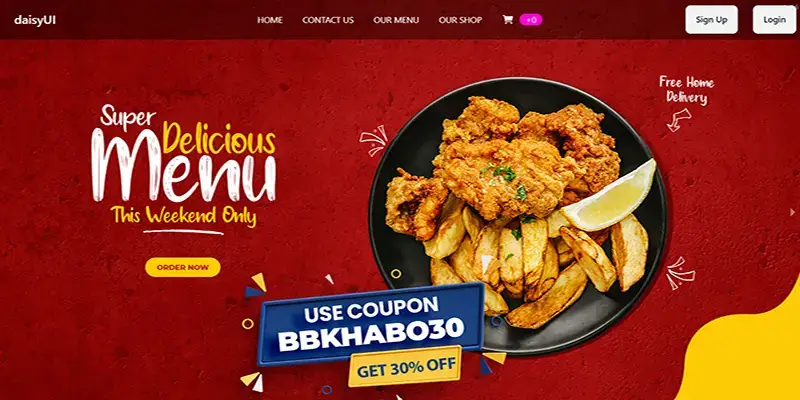 daisyUI
HOME
CONTACT US
OUR MENU
OUR SHOP
+0
Sign Up
Login
Super
Delicious
Menu
This Weekend Only
ORDER NOW
Free Home
Delivery
USE COUPON
BBKHABO30
GET 30% OFF